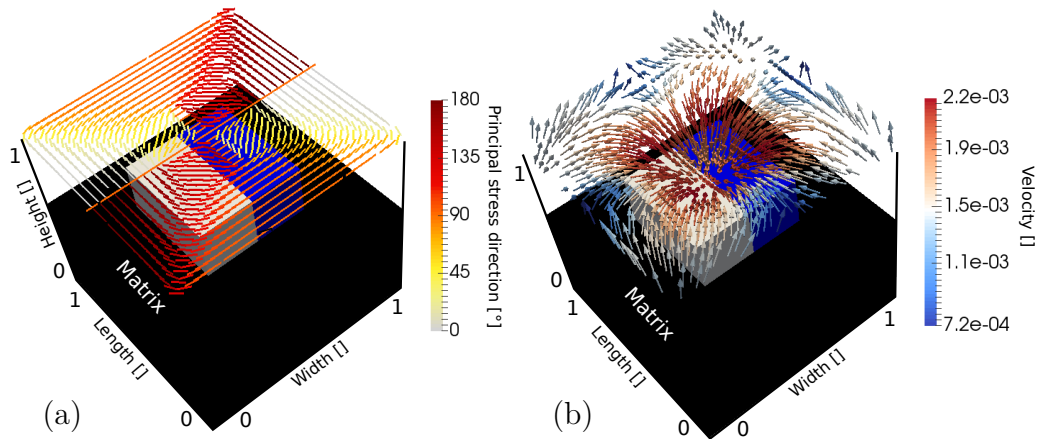 180
135
90
45
0
Principal stress direction [°]
1
Height []
0
1
Matrix
Length []
0
0
Width []
1
(a)
2.2e-03
1.9e-03
1.5e-03
1.1e-03
7.2e-04
Velocity []
1
0
1
Matrix
Length []
0
0
Width []
1
(b)